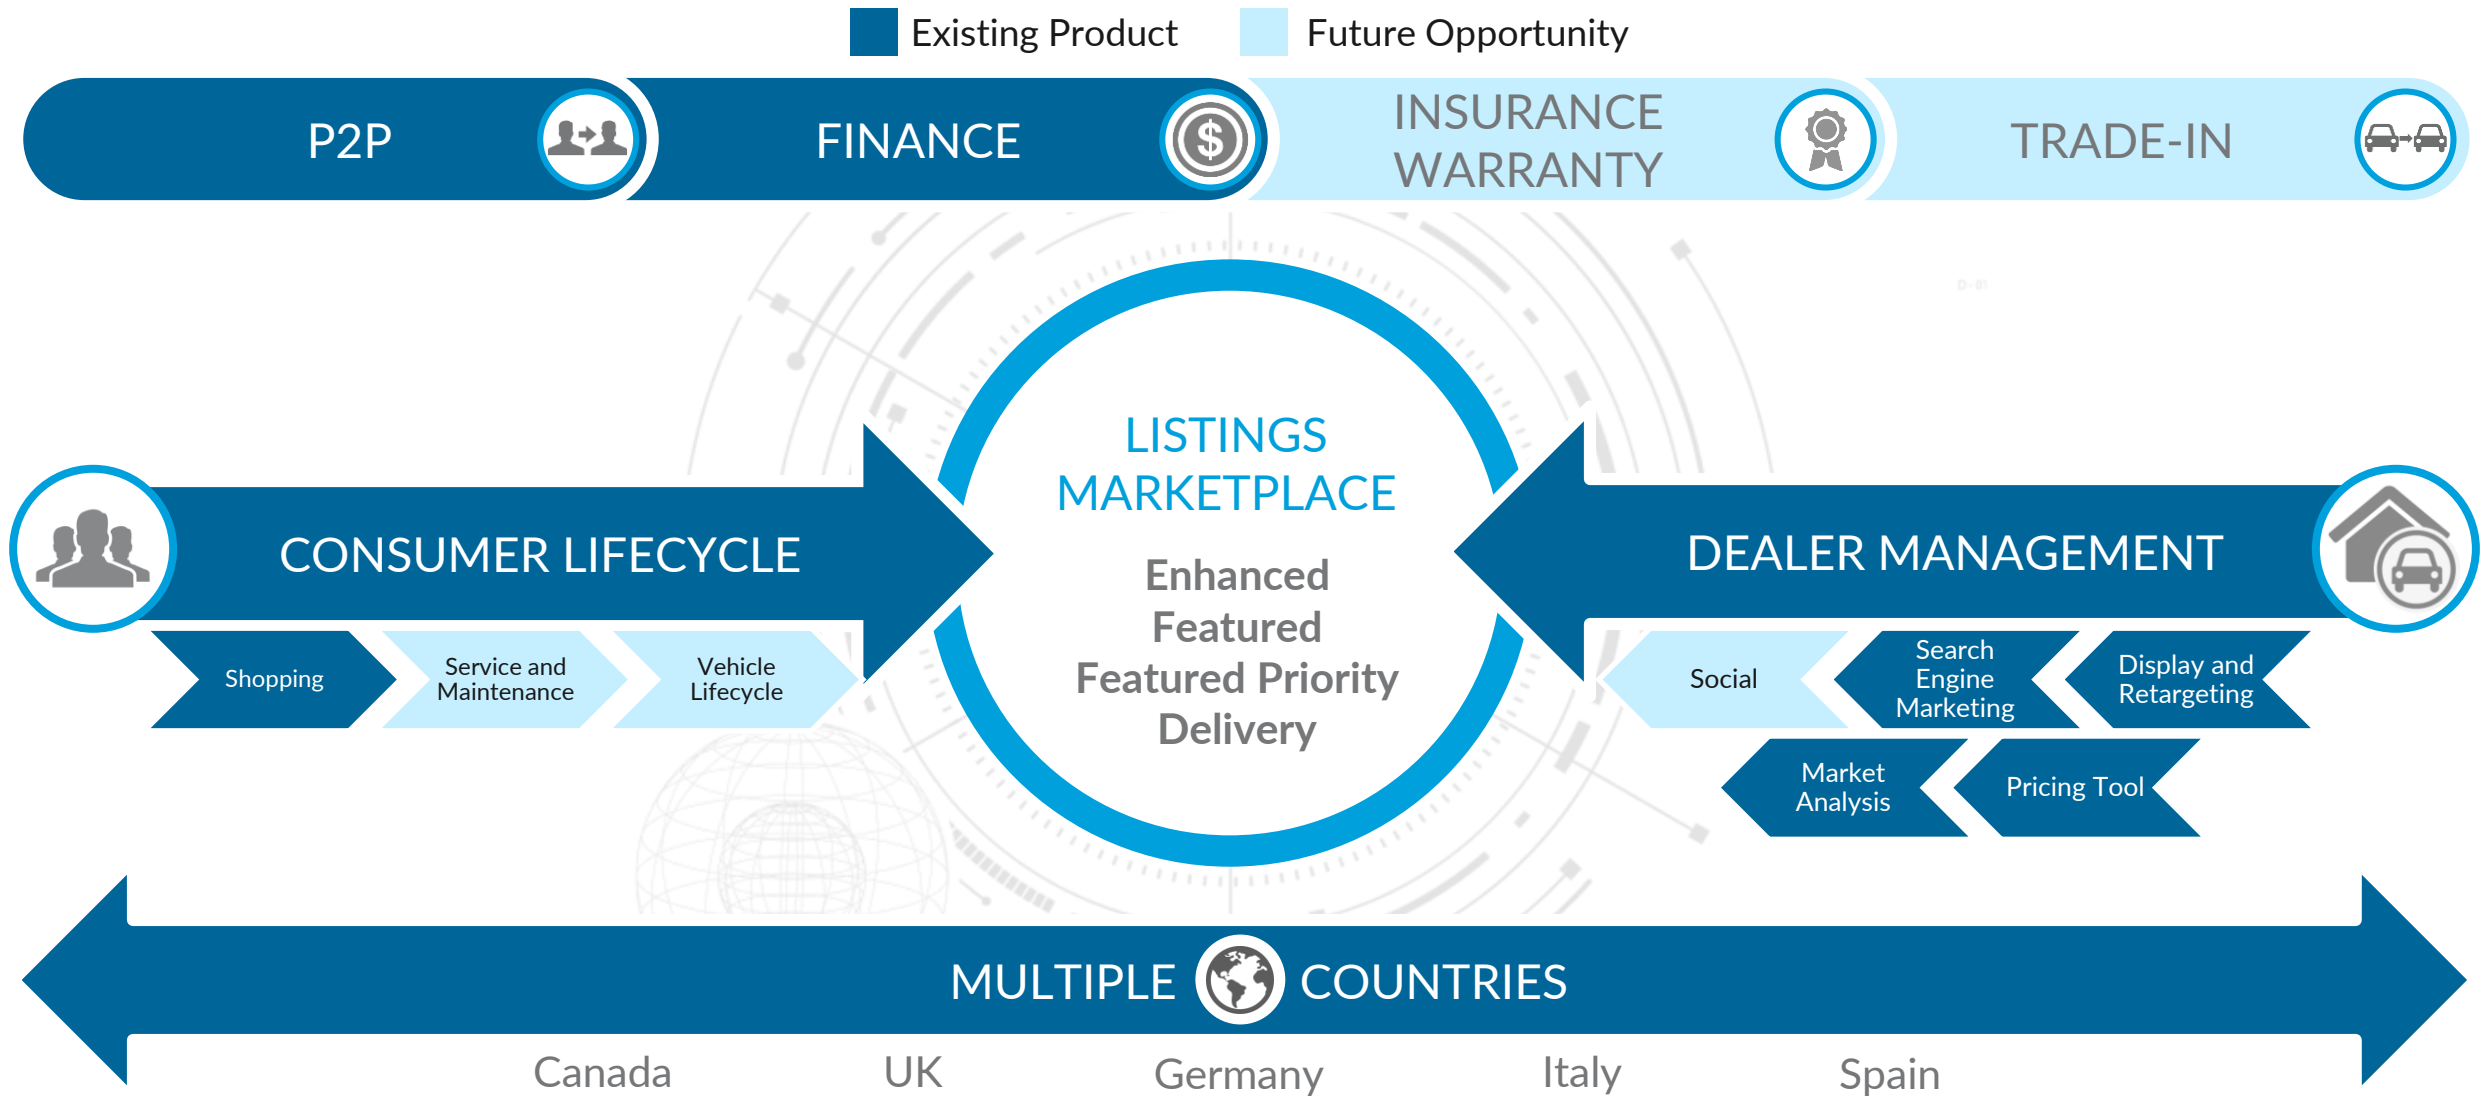 Existing Product
Future Opportunity
P2P
FINANCE
INSURANCE
WARRANTY
TRADE-IN
D-01
LISTINGS
MARKETPLACE
Enhanced
Featured
Featured Priority
Delivery
CONSUMER LIFECYCLE
Shopping
Service and
Maintenance
Vehicle
Lifecycle
DEALER MANAGEMENT
Social
Search
Engine
Marketing
Display and
Retargeting
Market
Analysis
Pricing Tool
MULTIPLE COUNTRIES
Canada
UK
Germany
Italy
Spain